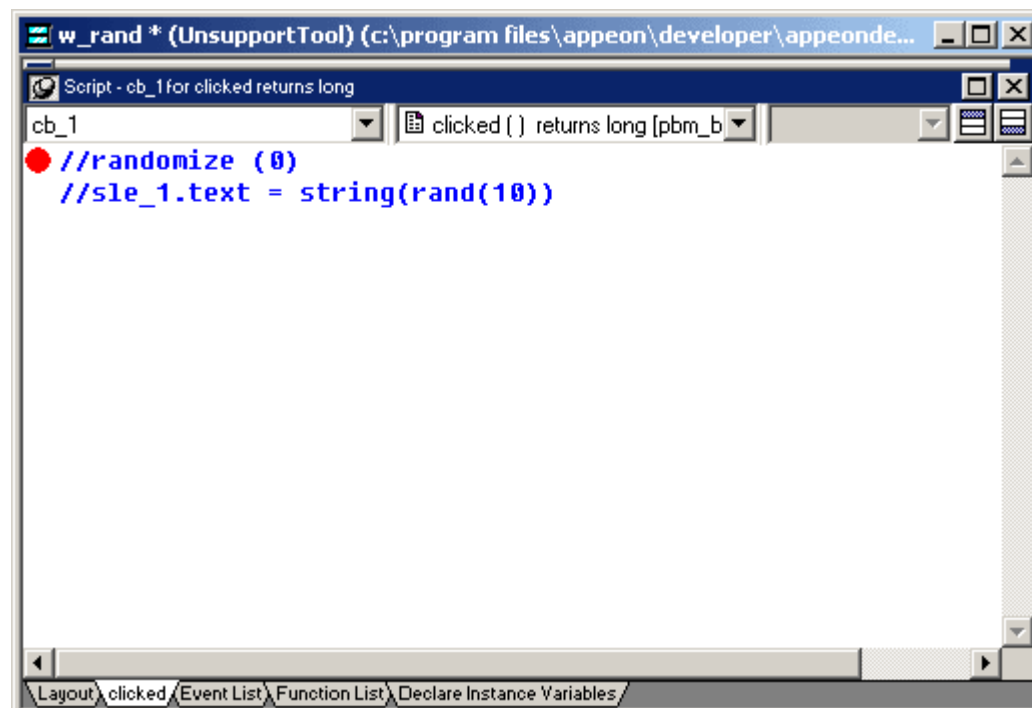 w_rand * (UnsupportTool) (c:\program files\appeon\developer\appeonde...
Script - cb_1 for clicked returns long
cb_1
clicked ( ) returns long [pbm_b
//randomize (0)
//sle_1.text = string(rand(10))
Layout clicked Event List Function List Declare Instance Variables